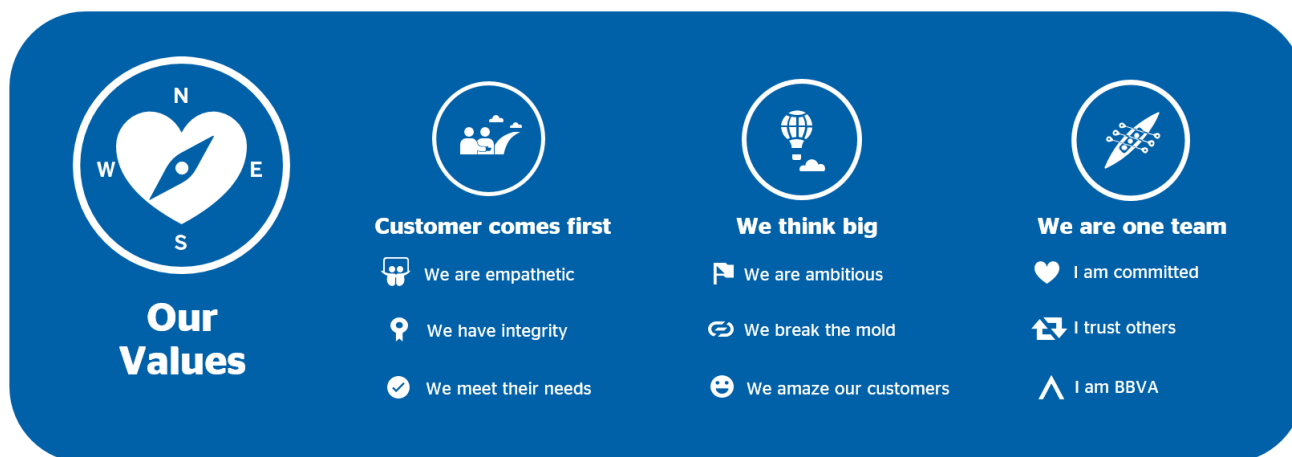 N
W
E
S
Our
Values
Customer comes first
We are empathetic
We have integrity
We meet their needs
We think big
We are ambitious
We break the mold
We amaze our customers
We are one team
I am committed
I trust others
I am BBVA